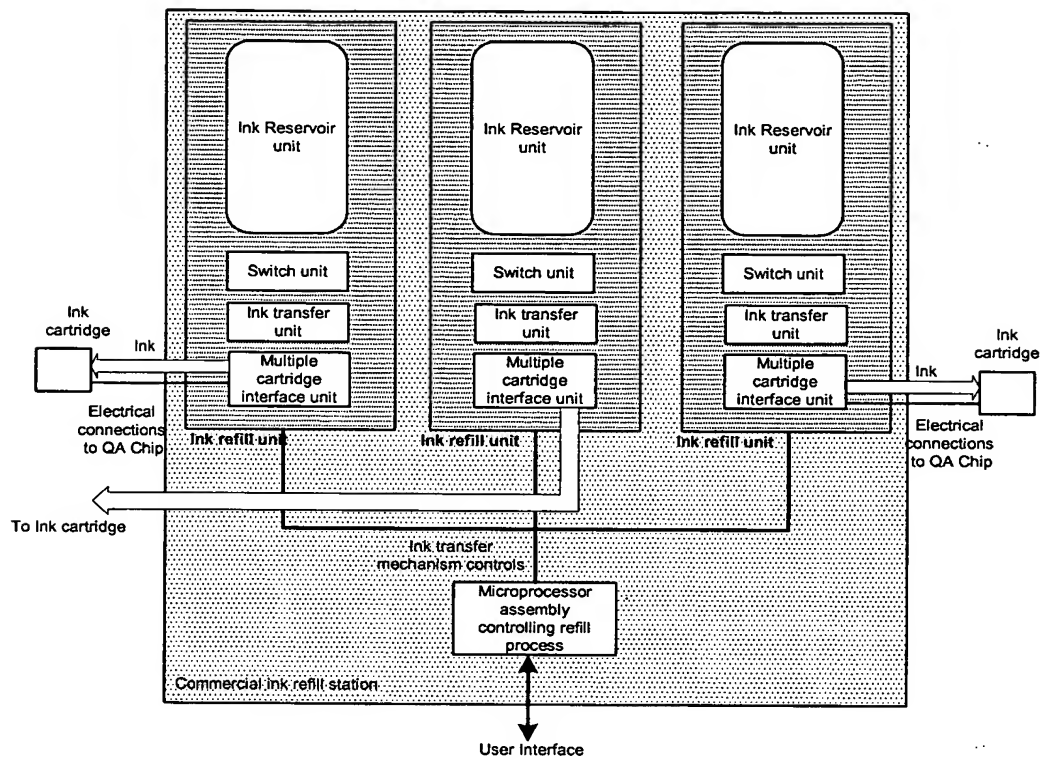 Ink Reservoir
unit
Ink Reservoir
unit
Ink Reservoir
unit
Switch unit
Switch unit
Switch unit
Ink transfer
unit
Ink transfer
unit
Ink transfer
unit
Multiple
cartridge
interface unit
Multiple
cartridge
interface unit
Multiple
cartridge
interface unit
Ink
cartridge
Ink
Ink
cartridge
Ink
Electrical
connections
to QA Chip
Ink refill unit
Ink refill unit
Ink refill unit
Electrical
connections
to QA Chip
To Ink cartridge
Ink transfer
mechanism controls
Microprocessor
assembly
controlling refill
process
Commercial ink refill station
User Interface